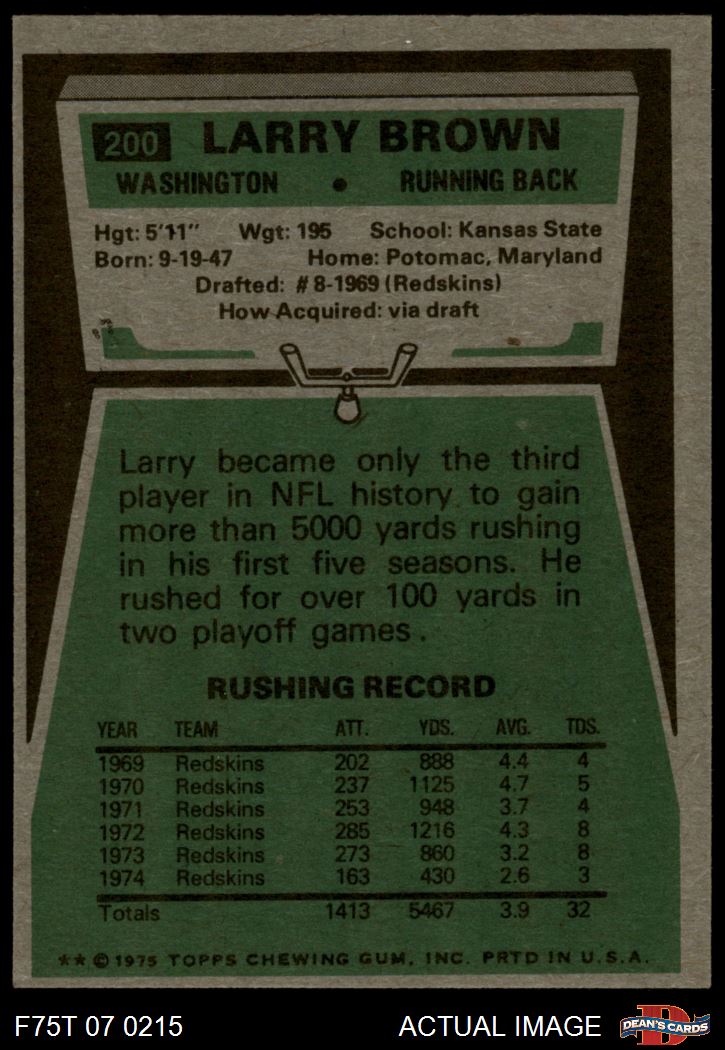 200 LARRY BROWN
WASHINGTON • RUNNING BACK
Hgt: 5'11" Wgt: 195 School: Kansas State
Born: 9-19-47 Home: Potomac, Maryland
Drafted: #8-1969 (Redskins)
How Acquired: via draft
Larry became only the third
player in NFL history to gain
more than 5000 yards rushing
in his first five seasons. He
rushed for over 100 yards in
two playoff games.
RUSHING RECORD
YEAR TEAM ATT. YDS. AVG. TDS.
1969 Redskins 202 888 4.4 4
1970 Redskins 237 1125 4.7 5
1971 Redskins 253 948 3.7 4
1972 Redskins 285 1216 4.3 8
1973 Redskins 273 860 3.2 8
1974 Redskins 163 430 2.6 3
Totals 1413 5467 3.9 32
** © 1975 TOPPS CHEWING GUM, INC. PRTD IN U.S.A.
F75T 07 0215 ACTUAL IMAGE
D
DEAN'S CARDS